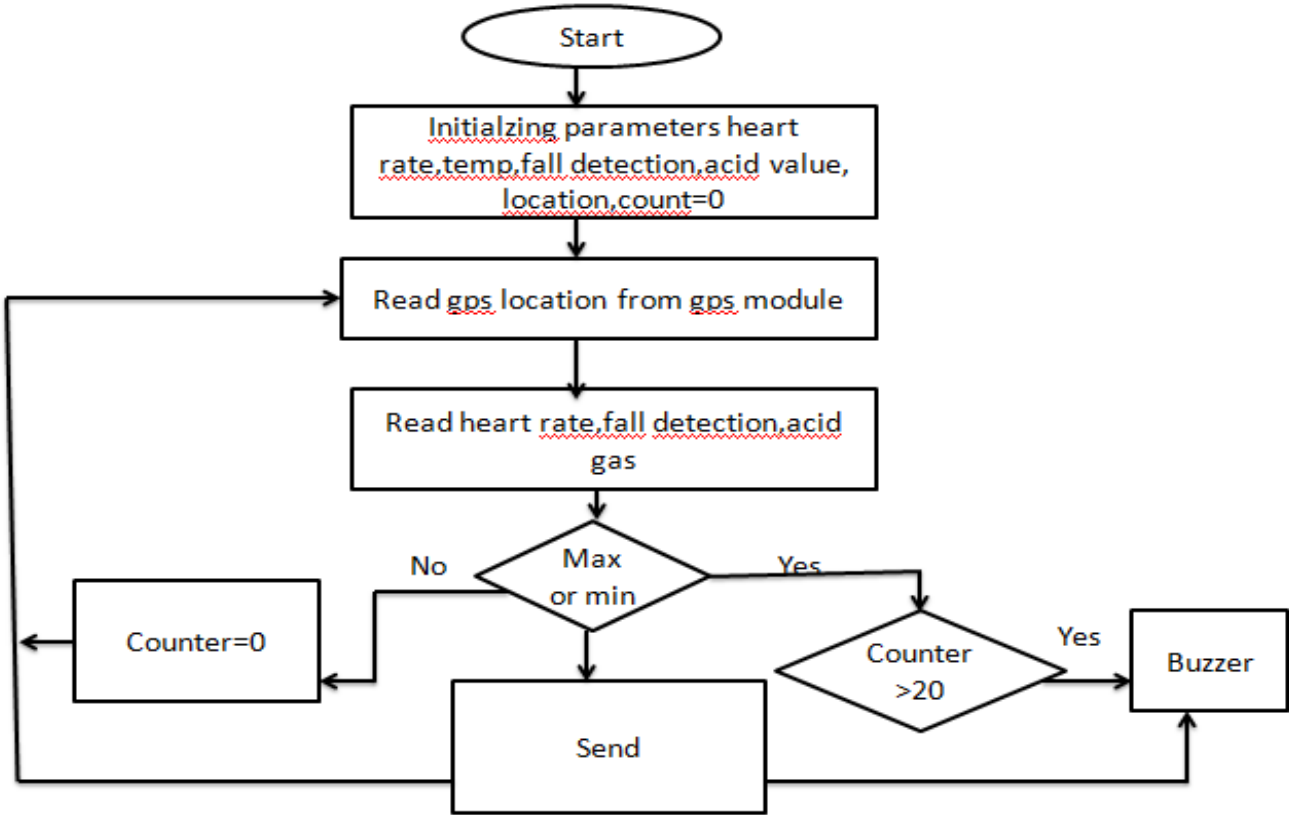 Start
Initialzing parameters heart
rate,temp,fall detection,acid value,
location,count=0
Read gps location from gps module
Read heart rate,fall detection,acid
gas
No
Max
or min
Yes
Counter=0
Counter
>20
Yes
Buzzer
Send